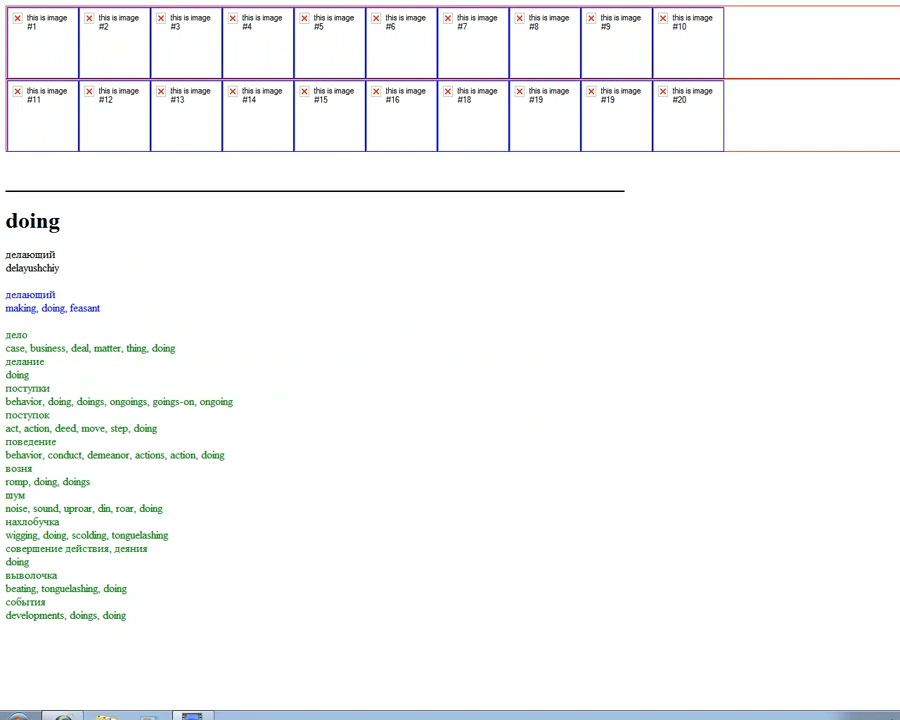 this is image #1
this is image #2
this is image #3
this is image #4
this is image #5
this is image #6
this is image #7
this is image #8
this is image #9
this is image #10
this is image #11
this is image #12
this is image #13
this is image #14
this is image #15
this is image #16
this is image #18
this is image #19
this is image #19
this is image #20
doing
делающий
delayushchiy
делающий
making, doing, feasant
дело
case, business, deal, matter, thing, doing
делание
doing
поступки
behavior, doing, doings, ongoings, goings-on, ongoing
поступок
act, action, deed, move, step, doing
поведение
behavior, conduct, demeanor, actions, action, doing
возня
romp, doing, doings
шум
noise, sound, uproar, din, roar, doing
нахлобучка
wigging, doing, scolding, tonguelashing
совершение действия, деяния
doing
выволочка
beating, tonguelashing, doing
события
developments, doings, doing